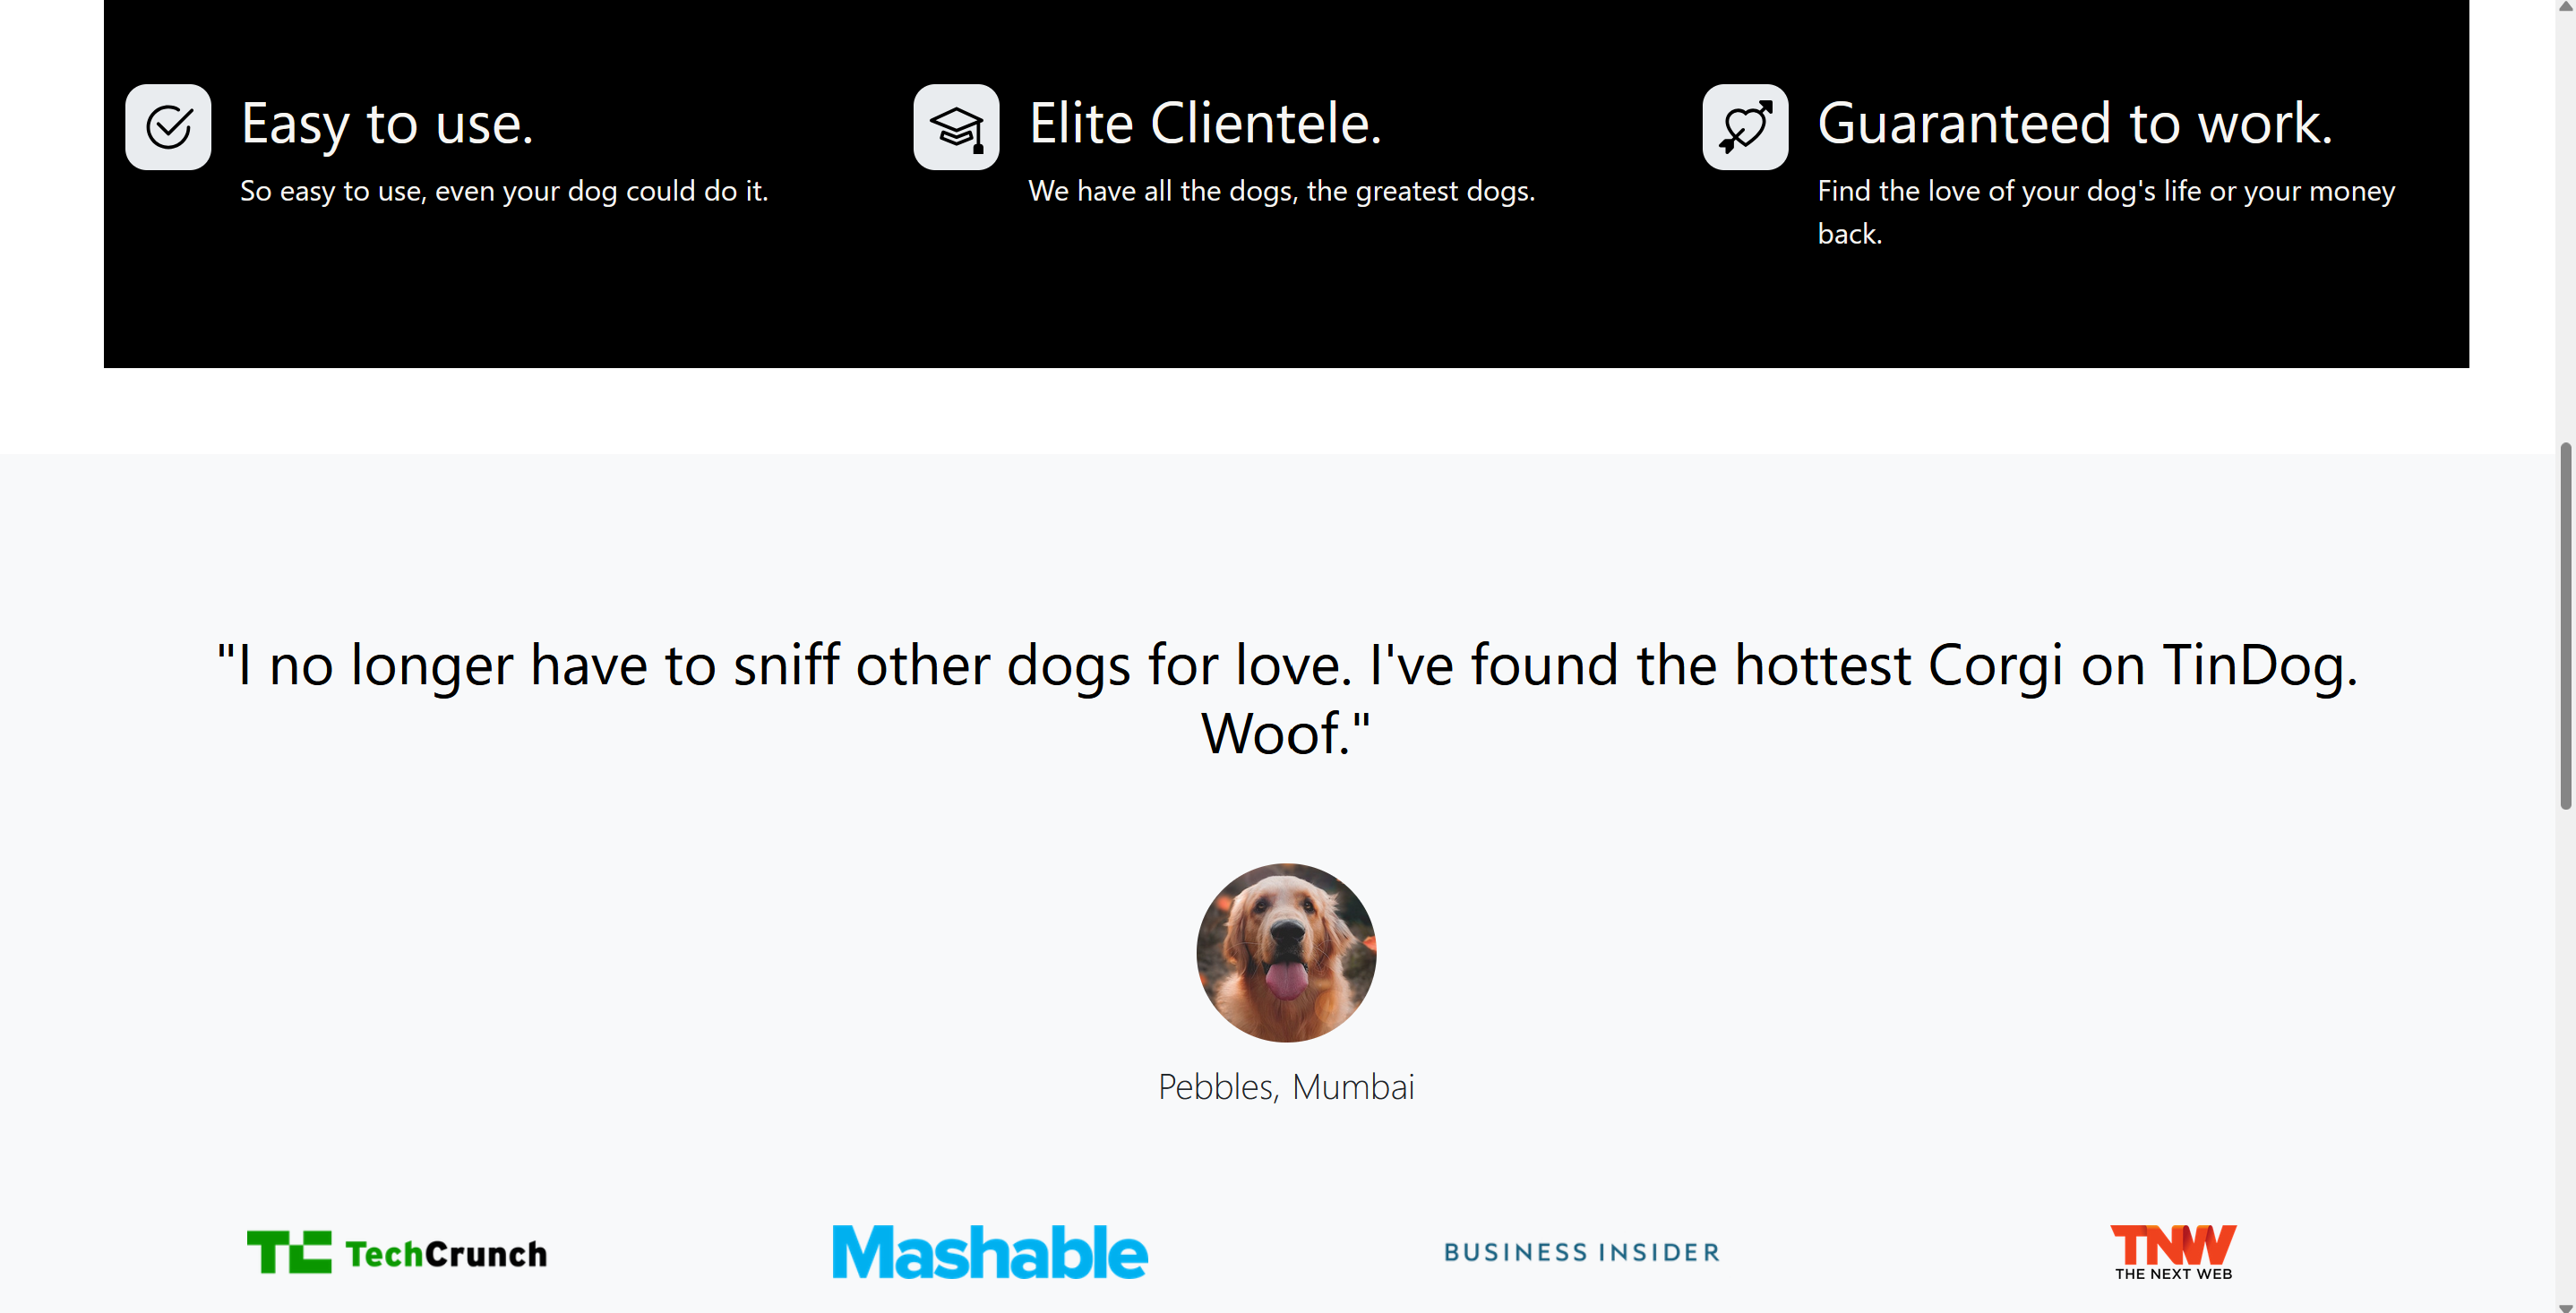 Easy to use.
So easy to use, even your dog could do it.
Elite Clientele.
We have all the dogs, the greatest dogs.
Guaranteed to work.
Find the love of your dog's life or your money
back.
"I no longer have to sniff other dogs for love. I've found the hottest Corgi on TinDog.
Woof."
Pebbles, Mumbai
TC TechCrunch
Mashable
BUSINESS INSIDER
TNW
THE NEXT WEB